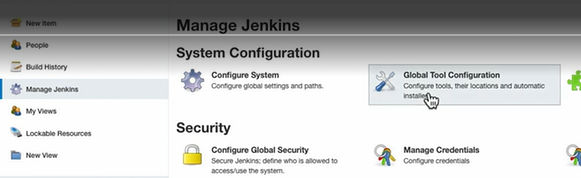 New Item
People
Build History
Manage Jenkins
My Views
Lockable Resources
New View
Manage Jenkins
System Configuration
Configure System
Configure global settings and paths.
Global Tool Configuration
Configure tools, their locations and automatic
Security
Configure Global Security
Secure Jenkins; define who is allowed to
access/use the system.
Manage Credentials
Configure credentials